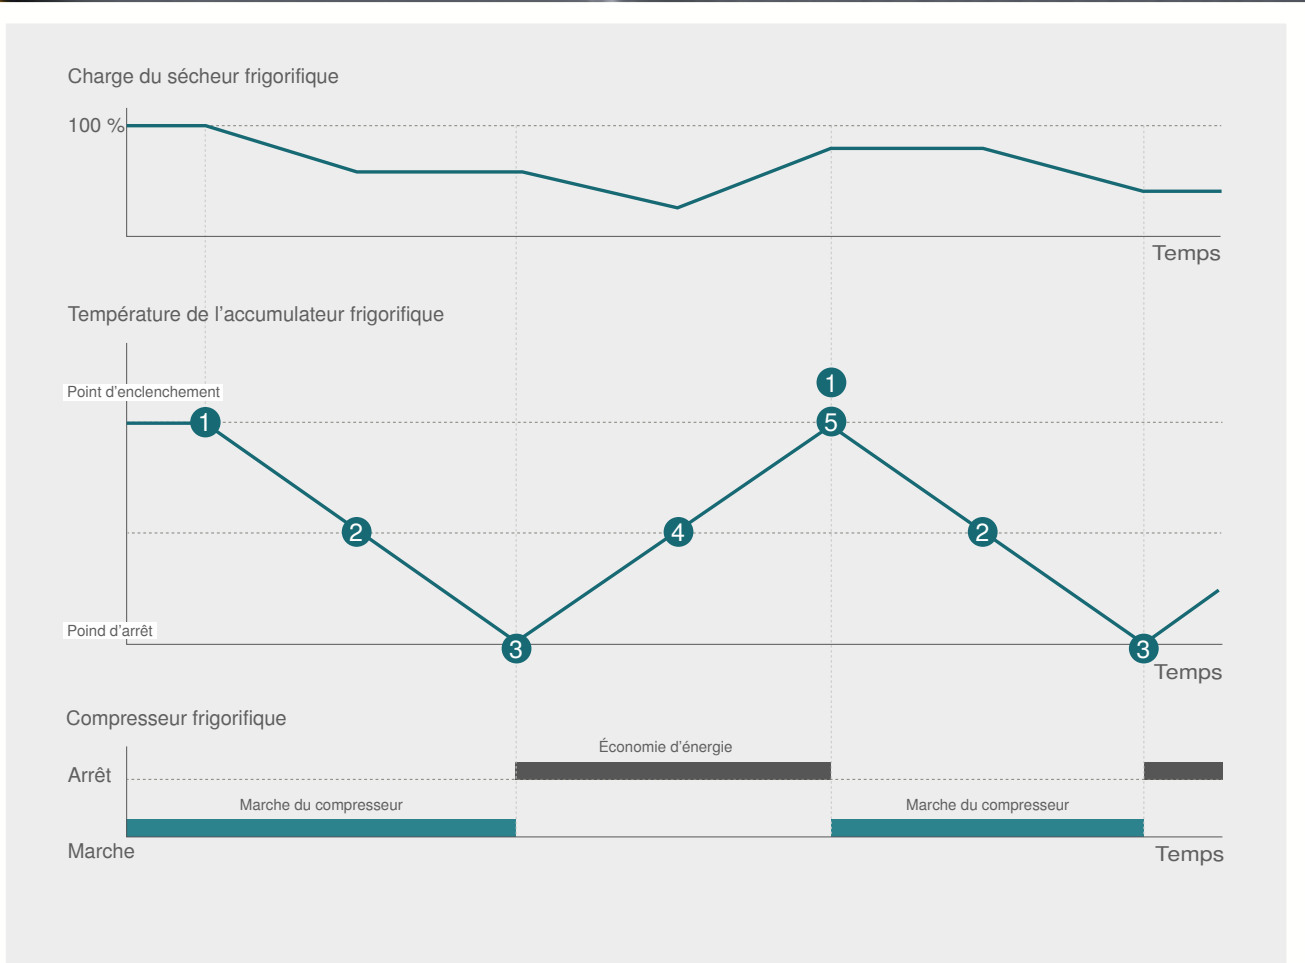 Charge du sécheur frigorifique
100 %
Temps
Température de l’accumulateur frigorifique
1
Point d’enclenchement
1 5
2 4 2
Poind d’arrêt
3 3
Temps
Compresseur frigorifique
Économie d’énergie
Arrêt
Marche du compresseur Marche du compresseur
Marche
Temps